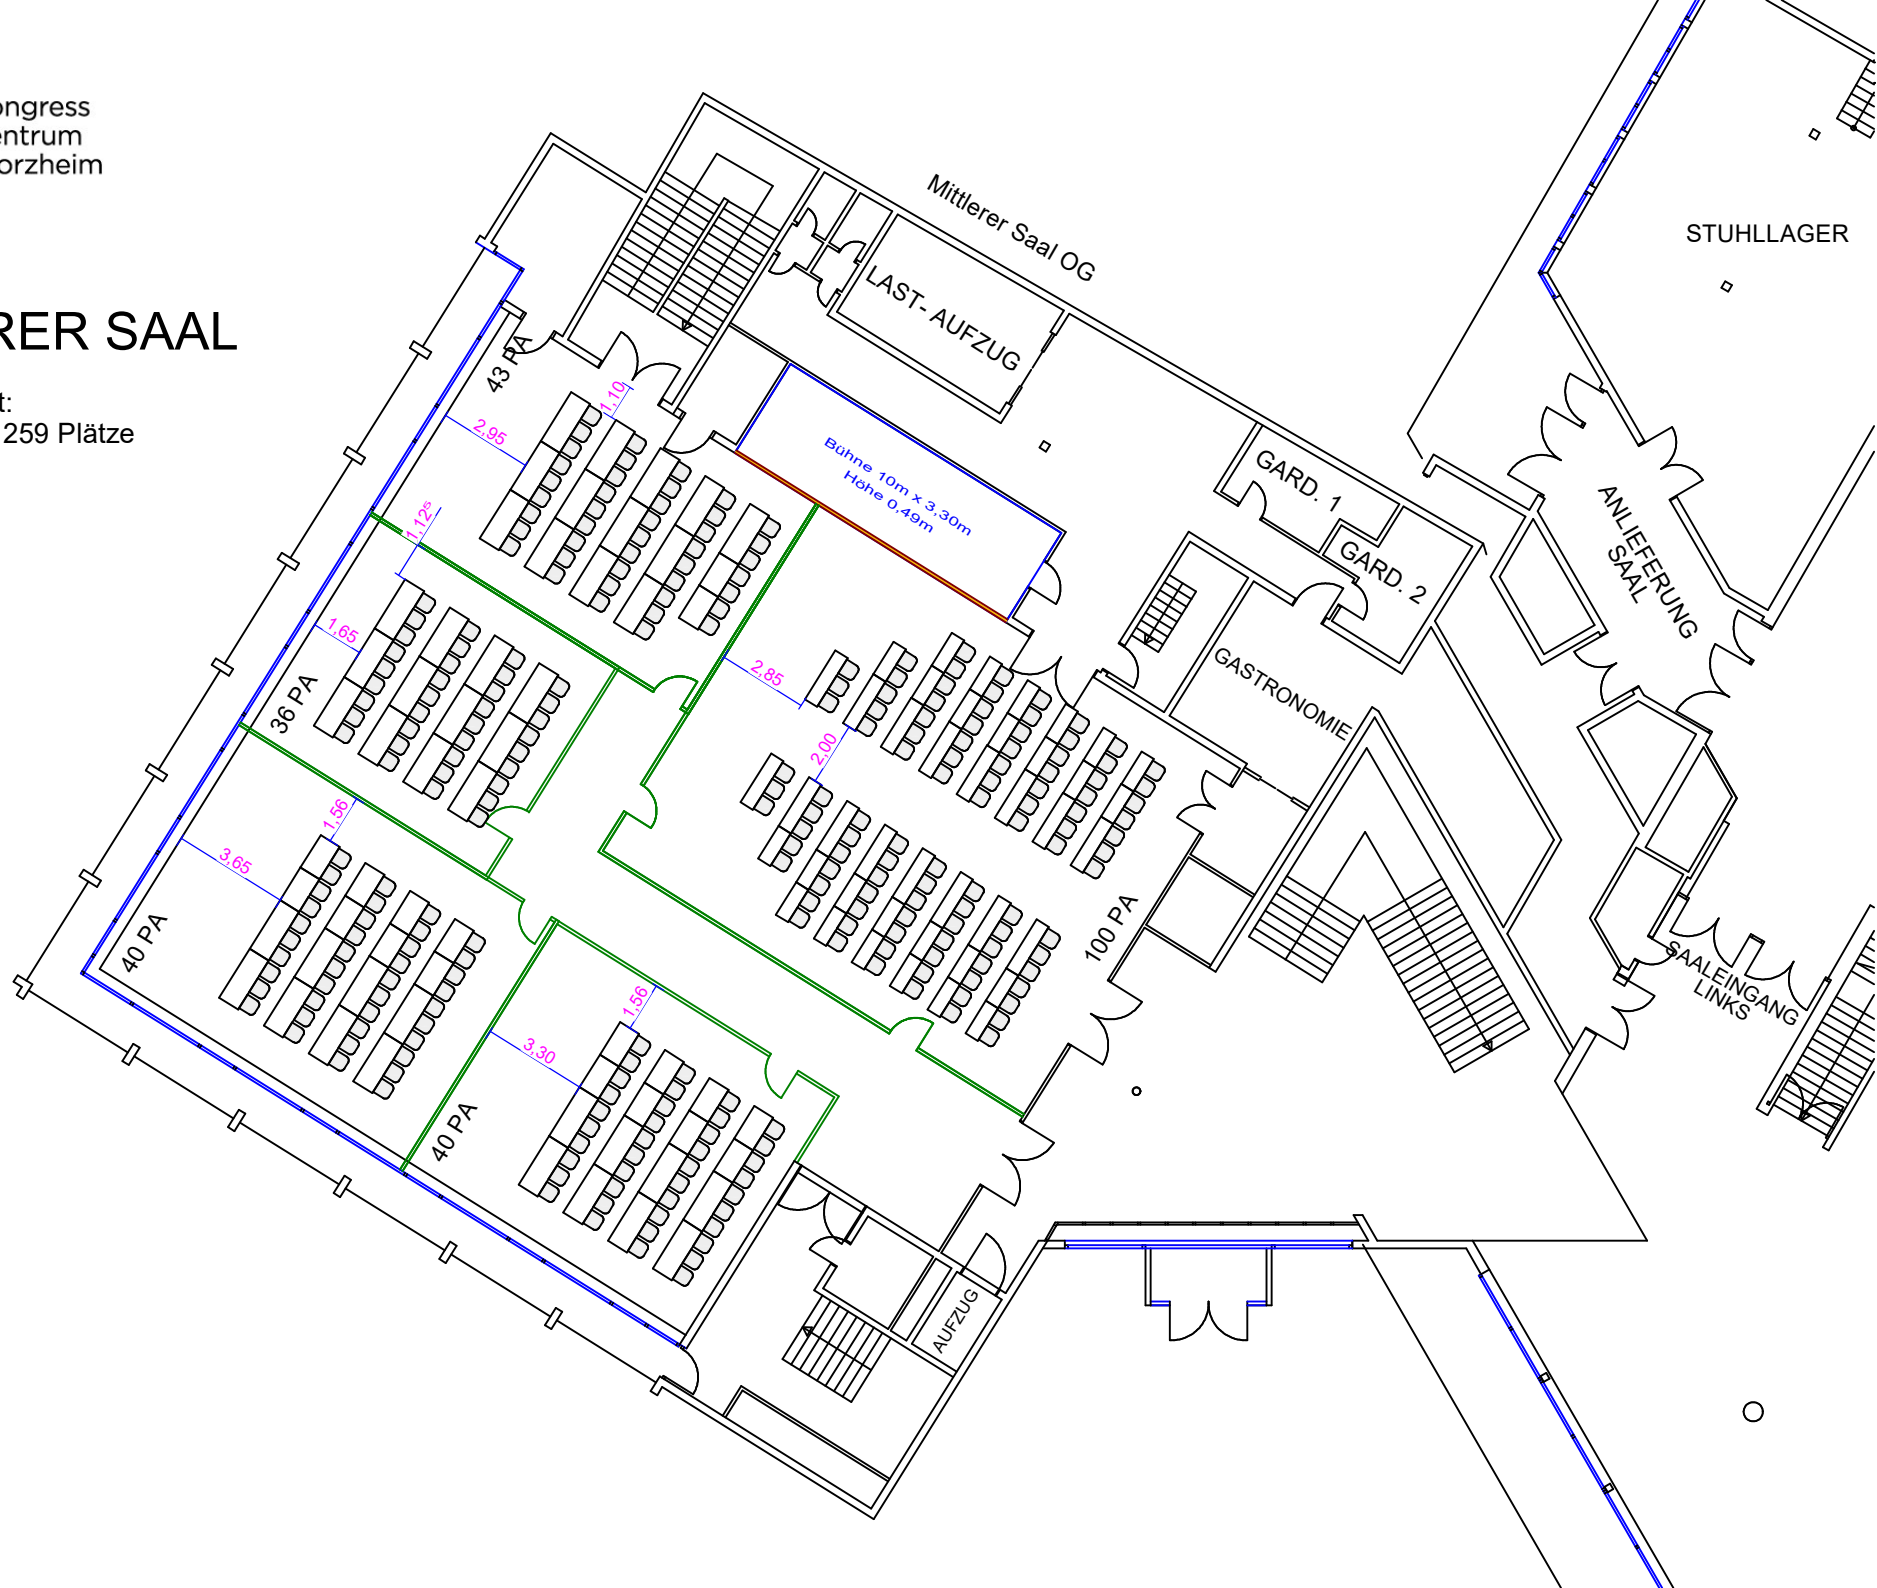 ongress
entrum
orzheim
RER SAAL
t:
259 Plätze
Mittlerer Saal OG
LAST- AUFZUG
STUHLLAGER
43 PA
1,10
2,95
Bühne 10m x 3,30m
Höhe 0,49m
GARD. 1
GARD. 2
ANLIEFERUNG
SAAL
1,12⁵
1,65
36 PA
2,85
2,00
GASTRONOMIE
1,56
3,65
40 PA
100 PA
SAALEINGANG
LINKS
1,56
3,30
40 PA
AUFZUG